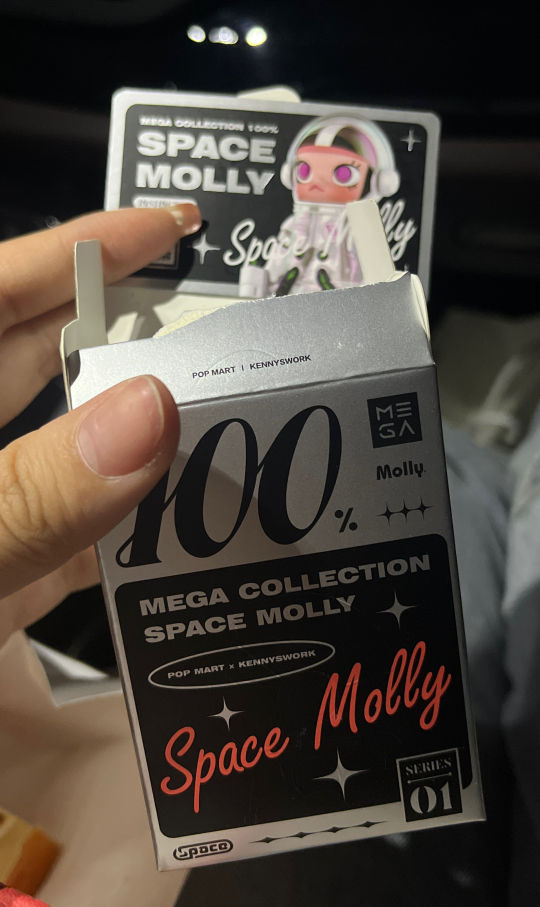 MEGA COLLECTION 100%
SPACE
MOLLY
Space Molly
POP MART | KENNYSWORK
100%
MEGA
Molly
MEGA COLLECTION
SPACE MOLLY
POP MART x KENNYSWORK
Space Molly
SERIES
01
Space